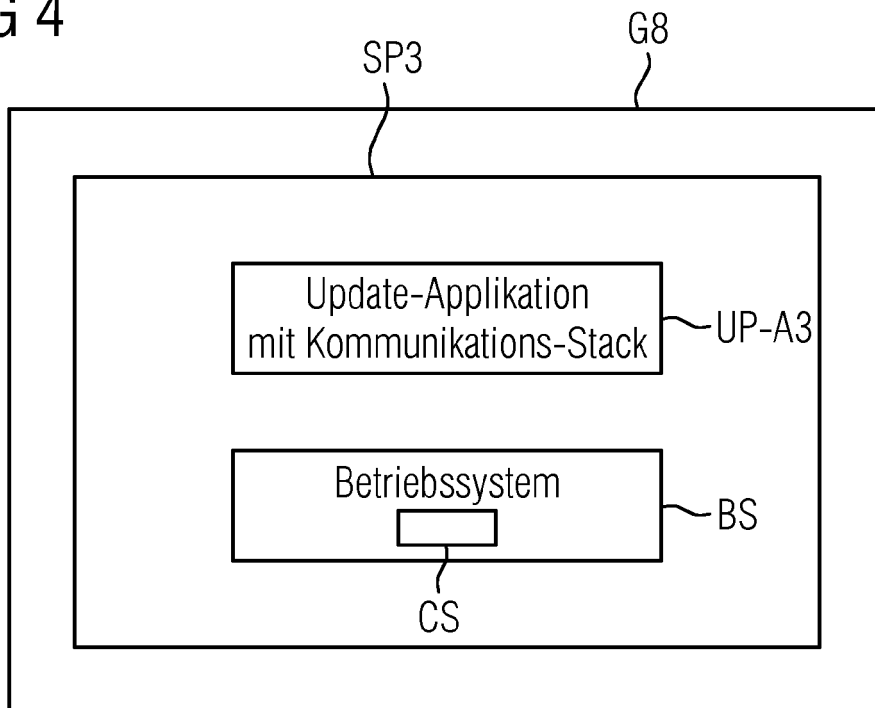 G 4
G8
SP3
Update-Applikation
mit Kommunikations-Stack
UP-A3
Betriebssystem
BS
CS